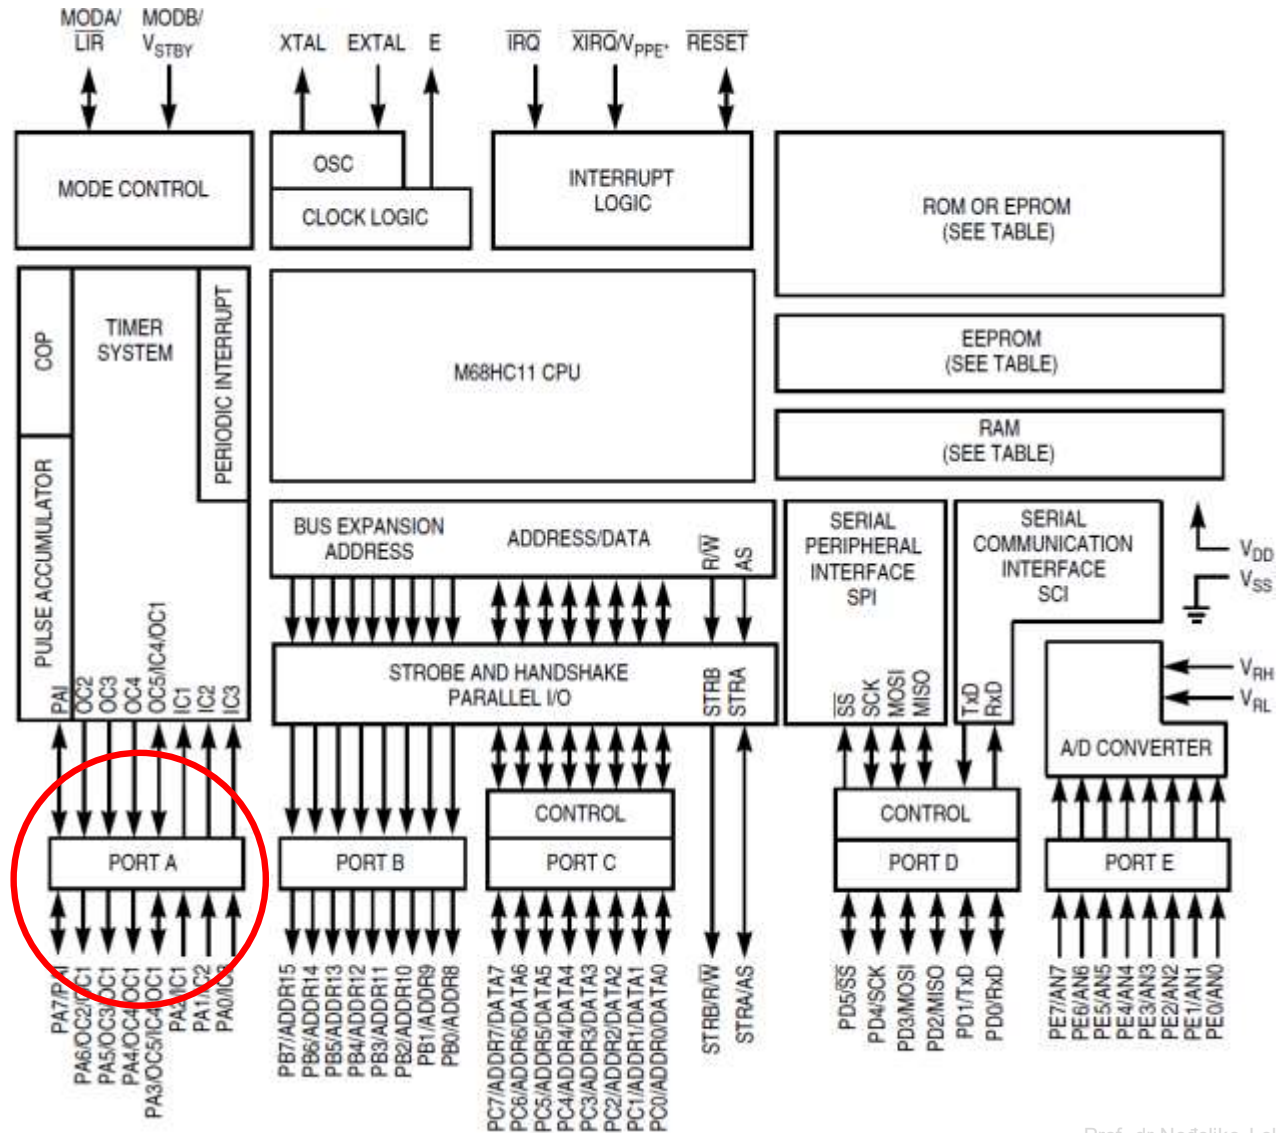 MODA/
LIR
MODB/
VSTBY
XTAL
EXTAL
E
IRQ
XIRQ/VPPE*
RESET
MODE CONTROL
OSC
CLOCK LOGIC
INTERRUPT
LOGIC
ROM OR EPROM
(SEE TABLE)
COP
TIMER
SYSTEM
PERIODIC INTERRUPT
M68HC11 CPU
EEPROM
(SEE TABLE)
RAM
(SEE TABLE)
PULSE ACCUMULATOR
BUS EXPANSION
ADDRESS
ADDRESS/DATA
R/W
AS
SERIAL
PERIPHERAL
INTERFACE
SPI
SERIAL
COMMUNICATION
INTERFACE
SCI
VDD
VSS
PAI
OC2
OC3
OC4
OC5/IC4/OC1
IC1
IC2
IC3
STROBE AND HANDSHAKE
PARALLEL I/O
STRB
STRA
SS
SCK
MOSI
MISO
TxD
RxD
VRH
VRL
A/D CONVERTER
CONTROL
CONTROL
PORT A
PORT B
PORT C
PORT D
PORT E
PA7/PAI
PA6/OC2/OC1
PA5/OC3/OC1
PA4/OC4/OC1
PA3/OC5/IC4/OC1
PA2/IC1
PA1/IC2
PA0/IC3
PB7/ADDR15
PB6/ADDR14
PB5/ADDR13
PB4/ADDR12
PB3/ADDR11
PB2/ADDR10
PB1/ADDR9
PB0/ADDR8
PC7/ADDR7/DATA7
PC6/ADDR6/DATA6
PC5/ADDR5/DATA5
PC4/ADDR4/DATA4
PC3/ADDR3/DATA3
PC2/ADDR2/DATA2
PC1/ADDR1/DATA1
PC0/ADDR0/DATA0
STRB/R/W
STRA/AS
PD5/SS
PD4/SCK
PD3/MOSI
PD2/MISO
PD1/TxD
PD0/RxD
PE7/AN7
PE6/AN6
PE5/AN5
PE4/AN4
PE3/AN3
PE2/AN2
PE1/AN1
PE0/AN0
Prof. dr